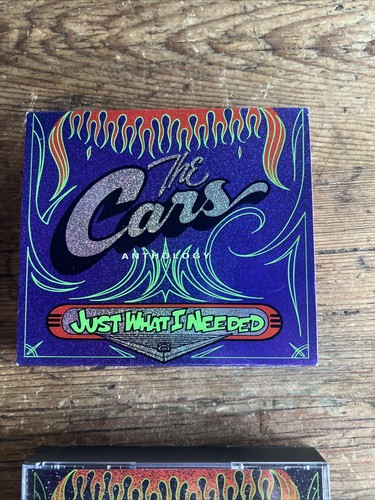 The
Cars
ANTHOLOGY
JUST WHAT I NEEDED